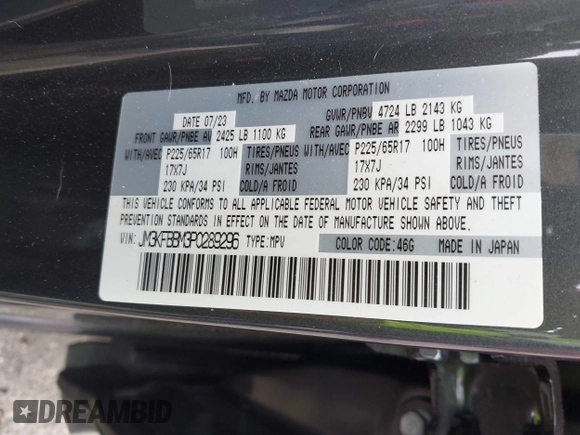 MFD. BY MAZDA MOTOR CORPORATION
DATE 07/23 GVWR/PNBV 4724 LB 2143 KG
FRONT GAWR/PNBE AV 2425 LB 1100 KG REAR GAWR/PNBE AR 2299 LB 1043 KG
WITH/AVEC P225/65R17 100H TIRES/PNEUS WITH/AVEC P225/65R17 100H TIRES/PNEUS
17X7J RIMS/JANTES 17X7J RIMS/JANTES
230 KPA/34 PSI COLD/A FROID 230 KPA/34 PSI COLD/A FROID
THIS VEHICLE CONFORMS TO ALL APPLICABLE FEDERAL MOTOR VEHICLE SAFETY AND THEFT
PREVENTION STANDARDS IN EFFECT ON THE DATE OF MANUFACTURE SHOWN ABOVE.
VIN: JM3KFBBM3P0289296 TYPE:MPV COLOR CODE:46G MADE IN JAPAN
DREAMBID